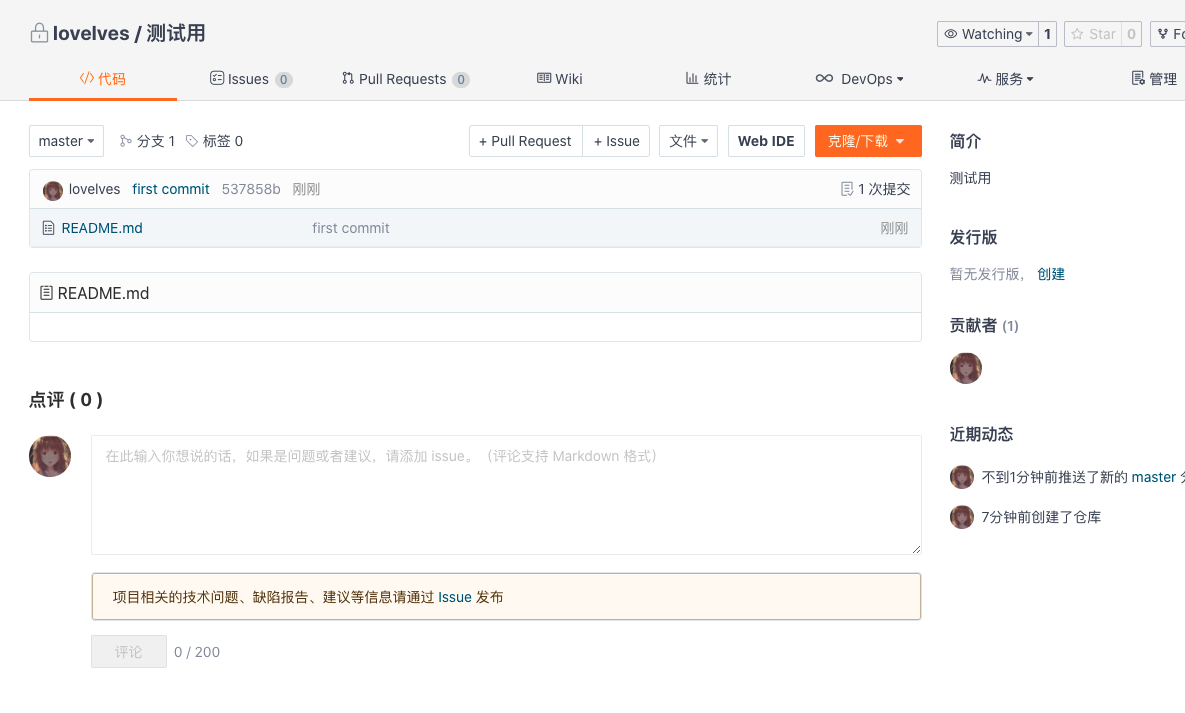 lovelves / 测试用
Watching 1 Star 0
代码 Issues 0 Pull Requests 0 Wiki 统计 DevOps 服务 管理
master 分支 1 标签 0 + Pull Request + Issue 文件 Web IDE 克隆/下载
lovelves first commit 537858b 刚刚 1 次提交
README.md first commit 刚刚
README.md
点评 ( 0 )
在此输入你想说的话，如果是问题或者建议，请添加 issue。（评论支持 Markdown 格式）
项目相关的技术问题、缺陷报告、建议等信息请通过 Issue 发布
评论 0 / 200
简介
测试用
发行版
暂无发行版， 创建
贡献者 (1)
近期动态
不到1分钟前推送了新的 master
7分钟前创建了仓库